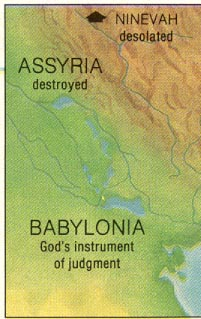 NINEVAH
desolated
ASSYRIA
destroyed
BABYLONIA
God's instrument
of judgment